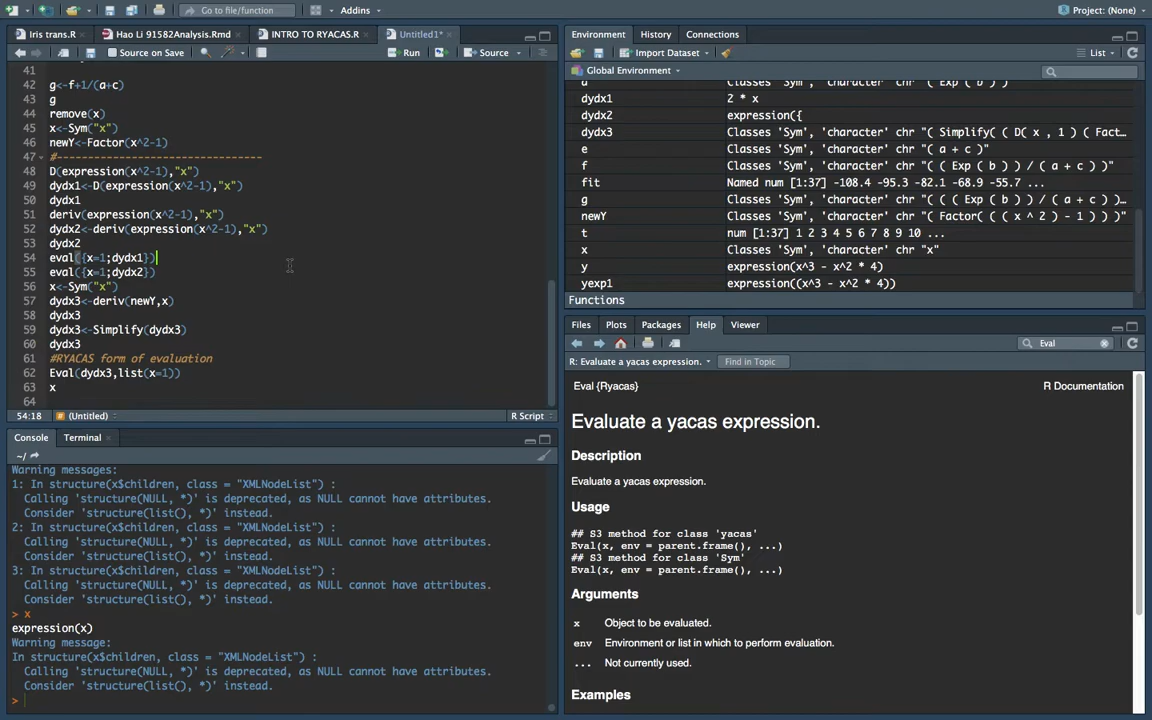 Go to file/function
Addins
Project: (None)
Iris trans.R
Hao Li 91582Analysis.Rmd
INTRO TO RYACAS.R
Untitled1*
Source on Save
Run
Source
41
42 g<-f+1/(a+c)
43 g
44 remove(x)
45 x<-Sym("x")
46 newY<-Factor(x^2-1)
47 #---------------------------------
48 D(expression(x^2-1),"x")
49 dydx1<-D(expression(x^2-1),"x")
50 dydx1
51 deriv(expression(x^2-1),"x")
52 dydx2<-deriv(expression(x^2-1),"x")
53 dydx2
54 eval({x=1;dydx1})
55 eval({x=1;dydx2})
56 x<-Sym("x")
57 dydx3<-deriv(newY,x)
58 dydx3
59 dydx3<-Simplify(dydx3)
60 dydx3
61 #RYACAS form of evaluation
62 Eval(dydx3,list(x=1))
63 x
64
54:18
(Untitled)
R Script
Console
Terminal
~/
Warning messages:
1: In structure(x$children, class = "XMLNodeList") :
Calling 'structure(NULL, *)' is deprecated, as NULL cannot have attributes.
Consider 'structure(list(), *)' instead.
2: In structure(x$children, class = "XMLNodeList") :
Calling 'structure(NULL, *)' is deprecated, as NULL cannot have attributes.
Consider 'structure(list(), *)' instead.
3: In structure(x$children, class = "XMLNodeList") :
Calling 'structure(NULL, *)' is deprecated, as NULL cannot have attributes.
Consider 'structure(list(), *)' instead.
> x
expression(x)
Warning message:
In structure(x$children, class = "XMLNodeList") :
Calling 'structure(NULL, *)' is deprecated, as NULL cannot have attributes.
Consider 'structure(list(), *)' instead.
>
Environment
History
Connections
Import Dataset
List
Global Environment
a Classes 'Sym', 'character' chr "( Exp ( b ) )"
dydx1 2 * x
dydx2 expression({
dydx3 Classes 'Sym', 'character' chr "( Simplify( ( D( x , 1 ) ( Fact…
e Classes 'Sym', 'character' chr "( a + c )"
f Classes 'Sym', 'character' chr "( ( Exp ( b ) ) / ( a + c ) )"
fit Named num [1:37] -108.4 -95.3 -82.1 -68.9 -55.7 ...
g Classes 'Sym', 'character' chr "( ( ( Exp ( b ) ) / ( a + c ) )…
newY Classes 'Sym', 'character' chr "( Factor( ( ( x ^ 2 ) - 1 ) ) )"
t num [1:37] 1 2 3 4 5 6 7 8 9 10 ...
x Classes 'Sym', 'character' chr "x"
y expression(x^3 - x^2 * 4)
yexp1 expression((x^3 - x^2 * 4))
Functions
Files
Plots
Packages
Help
Viewer
Eval
R: Evaluate a yacas expression.
Find in Topic
Eval {Ryacas}
R Documentation
Evaluate a yacas expression.
Description
Evaluate a yacas expression.
Usage
## S3 method for class 'yacas'
Eval(x, env = parent.frame(), ...)
## S3 method for class 'Sym'
Eval(x, env = parent.frame(), ...)
Arguments
x Object to be evaluated.
env Environment or list in which to perform evaluation.
... Not currently used.
Examples